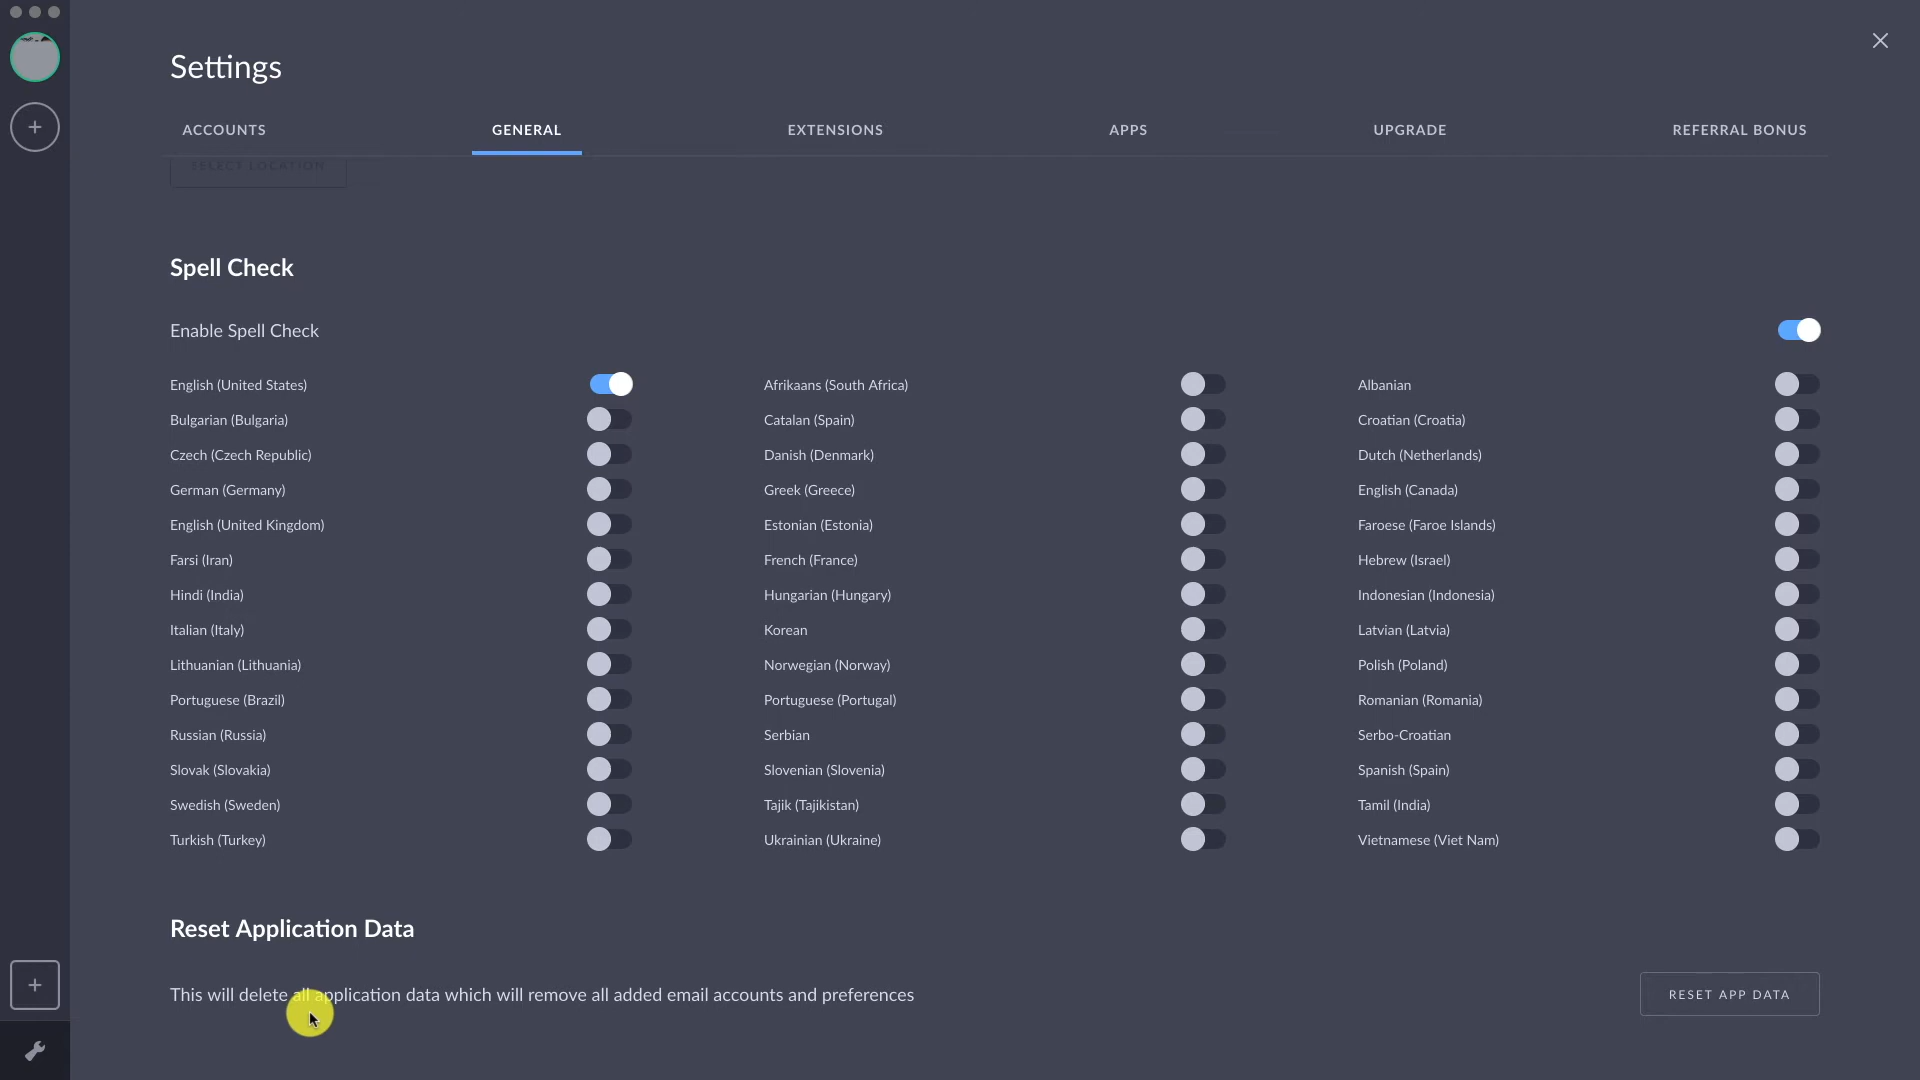 Settings
ACCOUNTS GENERAL EXTENSIONS APPS UPGRADE REFERRAL BONUS
SELECT LOCATION
Spell Check
Enable Spell Check
English (United States) Afrikaans (South Africa) Albanian
Bulgarian (Bulgaria) Catalan (Spain) Croatian (Croatia)
Czech (Czech Republic) Danish (Denmark) Dutch (Netherlands)
German (Germany) Greek (Greece) English (Canada)
English (United Kingdom) Estonian (Estonia) Faroese (Faroe Islands)
Farsi (Iran) French (France) Hebrew (Israel)
Hindi (India) Hungarian (Hungary) Indonesian (Indonesia)
Italian (Italy) Korean Latvian (Latvia)
Lithuanian (Lithuania) Norwegian (Norway) Polish (Poland)
Portuguese (Brazil) Portuguese (Portugal) Romanian (Romania)
Russian (Russia) Serbian Serbo-Croatian
Slovak (Slovakia) Slovenian (Slovenia) Spanish (Spain)
Swedish (Sweden) Tajik (Tajikistan) Tamil (India)
Turkish (Turkey) Ukrainian (Ukraine) Vietnamese (Viet Nam)
Reset Application Data
This will delete all application data which will remove all added email accounts and preferences RESET APP DATA